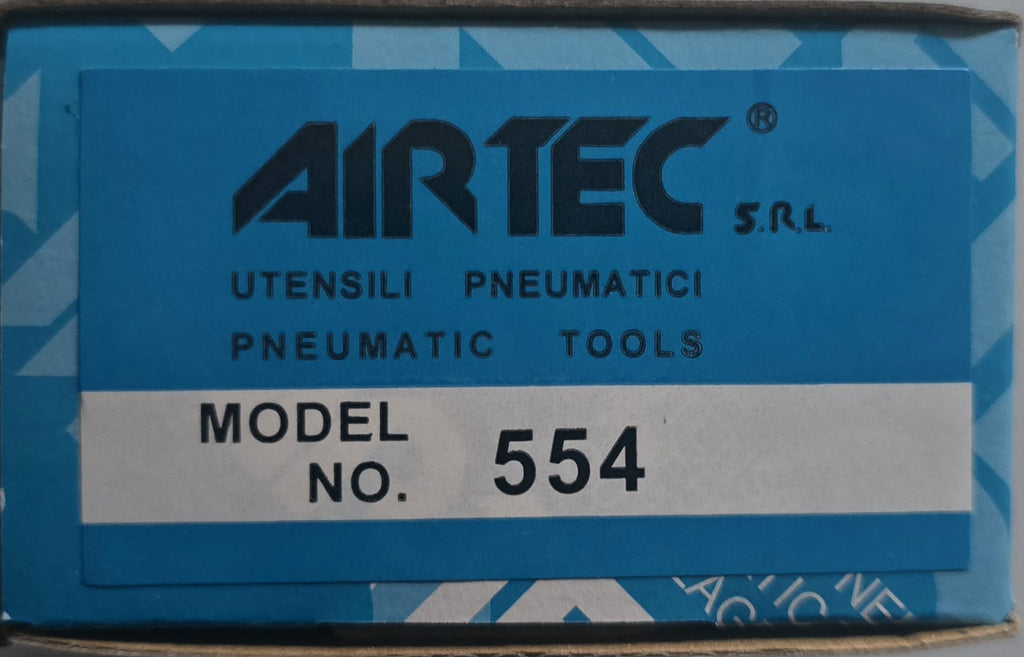 AIRTEC® S.R.L.
UTENSILI PNEUMATICI
PNEUMATIC TOOLS
MODEL
NO. 554